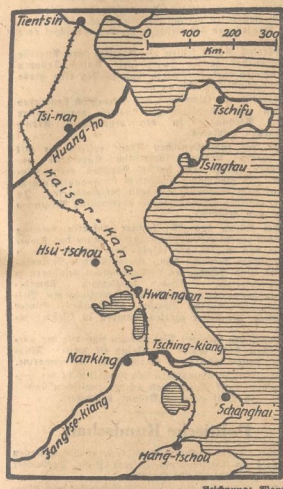 Tientsin
0 100 200 300
Km.
Tschifu
Tsi-nan
Huang-ho
Tsingtau
Kaiser-Kanal
Hsü-tschou
Hwai-ngan
Tsching-kiang
Nanking
Jangtse-kiang
Schanghai
Hang-tschou